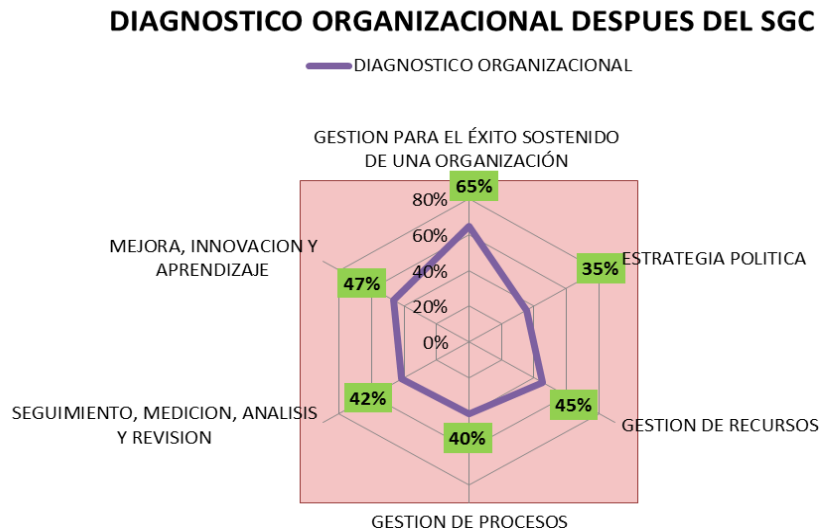 DIAGNOSTICO ORGANIZACIONAL DESPUES DEL SGC
DIAGNOSTICO ORGANIZACIONAL
GESTION PARA EL ÉXITO SOSTENIDO
DE UNA ORGANIZACIÓN
65%
80%
60%
40%
20%
0%
ESTRATEGIA POLITICA
35%
GESTION DE RECURSOS
45%
GESTION DE PROCESOS
40%
SEGUIMIENTO, MEDICION, ANALISIS
Y REVISION
42%
MEJORA, INNOVACION Y
APRENDIZAJE
47%